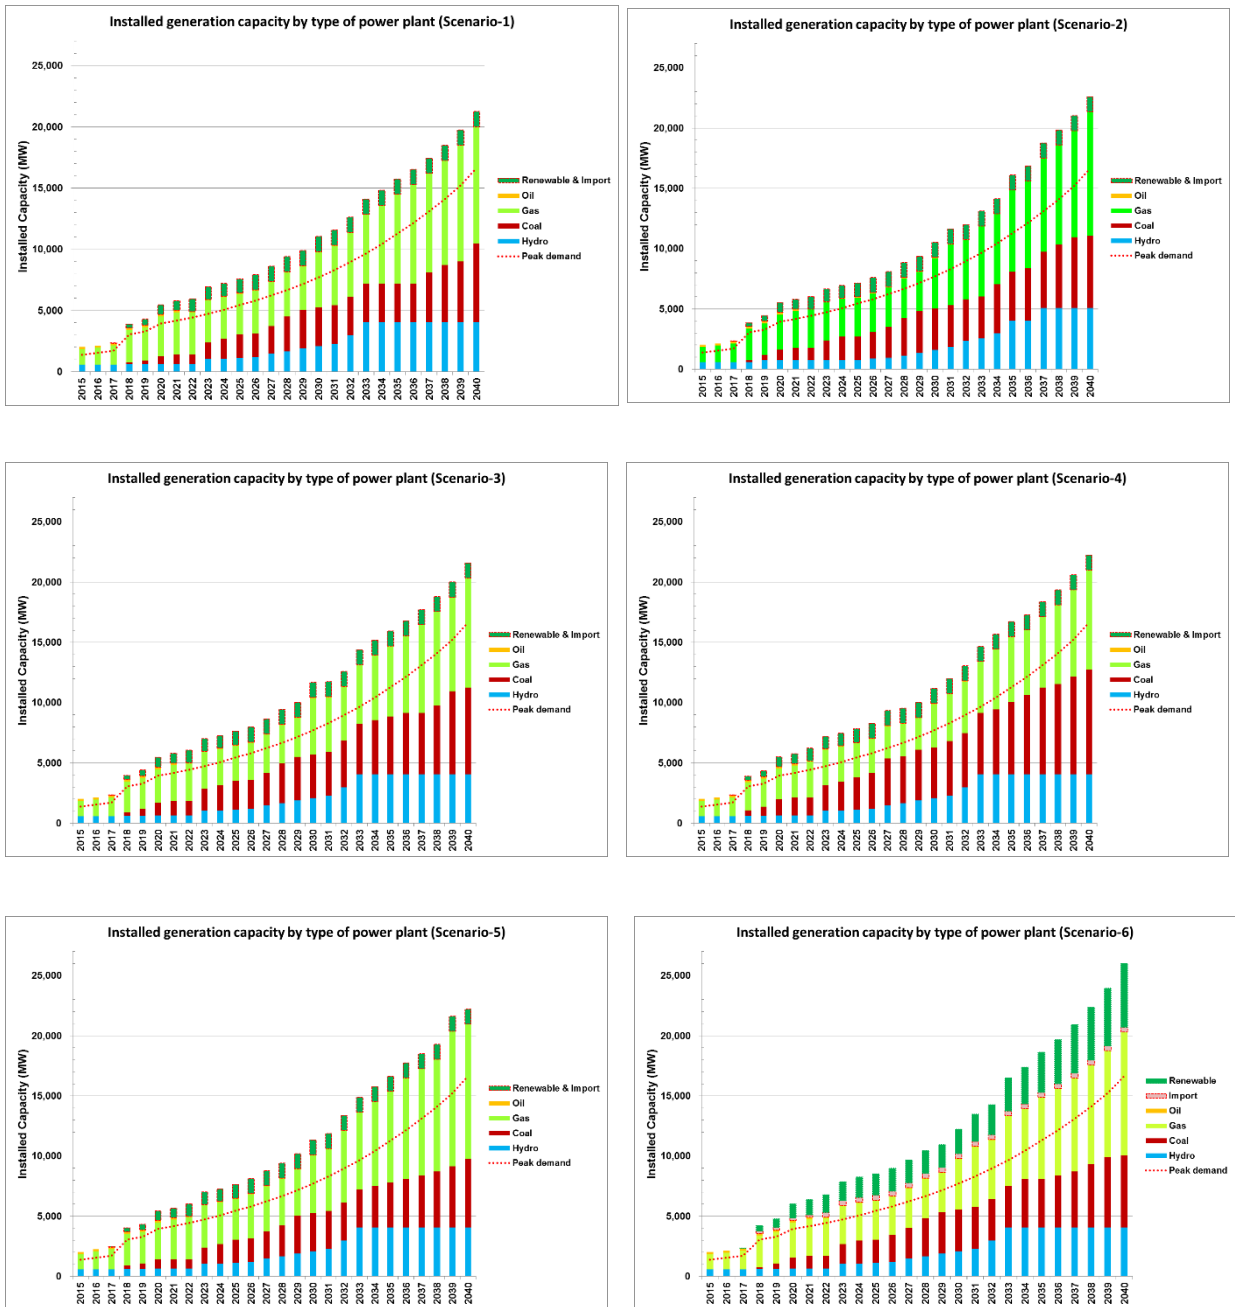 Installed generation capacity by type of power plant (Scenario-1)
Installed Capacity (MW)
25,000
20,000
15,000
10,000
5,000
0
2015 2016 2017 2018 2019 2020 2021 2022 2023 2024 2025 2026 2027 2028 2029 2030 2031 2032 2033 2034 2035 2036 2037 2038 2039 2040
Renewable & Import
Oil
Gas
Coal
Hydro
Peak demand
Installed generation capacity by type of power plant (Scenario-2)
Installed Capacity (MW)
25,000
20,000
15,000
10,000
5,000
0
2015 2016 2017 2018 2019 2020 2021 2022 2023 2024 2025 2026 2027 2028 2029 2030 2031 2032 2033 2034 2035 2036 2037 2038 2039 2040
Renewable & Import
Oil
Gas
Coal
Hydro
Peak demand
Installed generation capacity by type of power plant (Scenario-3)
Installed Capacity (MW)
25,000
20,000
15,000
10,000
5,000
0
2015 2016 2017 2018 2019 2020 2021 2022 2023 2024 2025 2026 2027 2028 2029 2030 2031 2032 2033 2034 2035 2036 2037 2038 2039 2040
Renewable & Import
Oil
Gas
Coal
Hydro
Peak demand
Installed generation capacity by type of power plant (Scenario-4)
Installed Capacity (MW)
25,000
20,000
15,000
10,000
5,000
0
2015 2016 2017 2018 2019 2020 2021 2022 2023 2024 2025 2026 2027 2028 2029 2030 2031 2032 2033 2034 2035 2036 2037 2038 2039 2040
Renewable & Import
Oil
Gas
Coal
Hydro
Peak demand
Installed generation capacity by type of power plant (Scenario-5)
Installed Capacity (MW)
25,000
20,000
15,000
10,000
5,000
0
2015 2016 2017 2018 2019 2020 2021 2022 2023 2024 2025 2026 2027 2028 2029 2030 2031 2032 2033 2034 2035 2036 2037 2038 2039 2040
Renewable & Import
Oil
Gas
Coal
Hydro
Peak demand
Installed generation capacity by type of power plant (Scenario-6)
Installed Capacity (MW)
25,000
20,000
15,000
10,000
5,000
0
2015 2016 2017 2018 2019 2020 2021 2022 2023 2024 2025 2026 2027 2028 2029 2030 2031 2032 2033 2034 2035 2036 2037 2038 2039 2040
Renewable
Import
Oil
Gas
Coal
Hydro
Peak demand